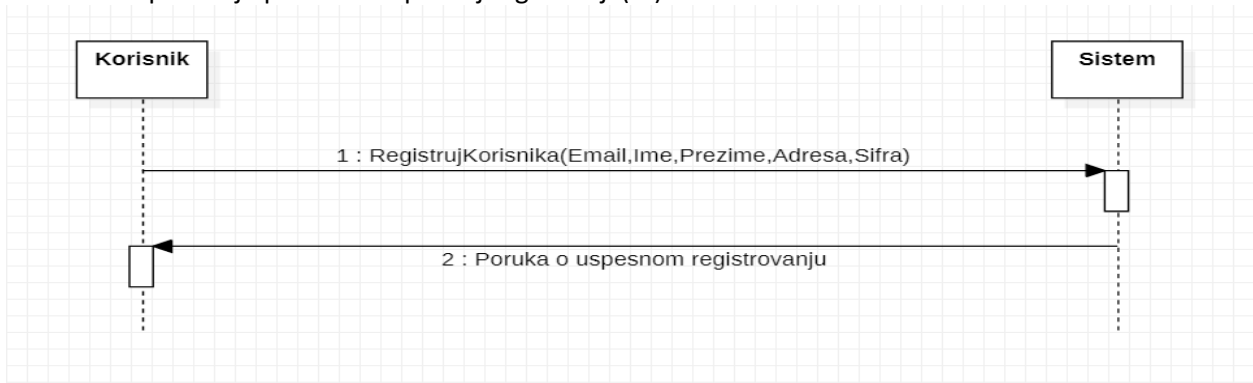 Korisnik
Sistem
1 : RegistrujKorisnika(Email,Ime,Prezime,Adresa,Sifra)
2 : Poruka o uspesnom registrovanju